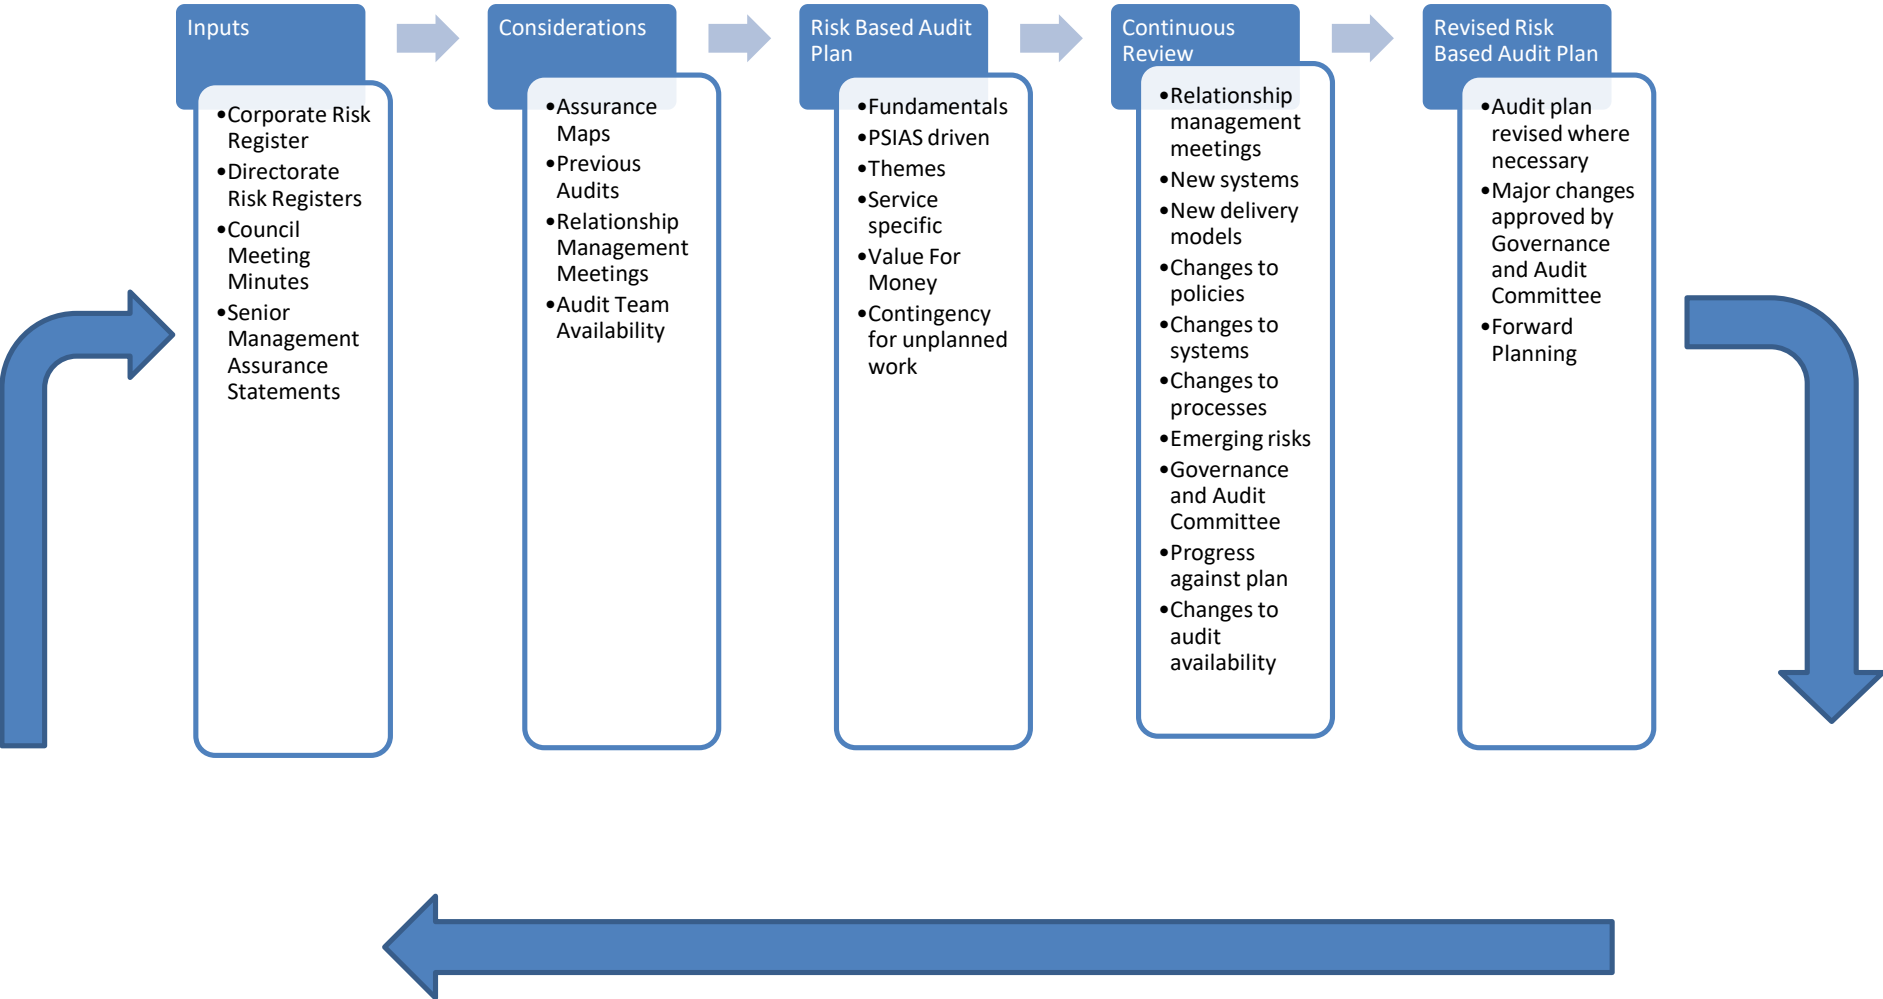 Inputs
•Corporate Risk
Register
•Directorate
Risk Registers
•Council
Meeting
Minutes
•Senior
Management
Assurance
Statements
Considerations
•Assurance
Maps
•Previous
Audits
•Relationship
Management
Meetings
•Audit Team
Availability
Risk Based Audit
Plan
•Fundamentals
•PSIAS driven
•Themes
•Service
specific
•Value For
Money
•Contingency
for unplanned
work
Continuous
Review
•Relationship
management
meetings
•New systems
•New delivery
models
•Changes to
policies
•Changes to
systems
•Changes to
processes
•Emerging risks
•Governance
and Audit
Committee
•Progress
against plan
•Changes to
audit
availability
Revised Risk
Based Audit Plan
•Audit plan
revised where
necessary
•Major changes
approved by
Governance
and Audit
Committee
•Forward
Planning